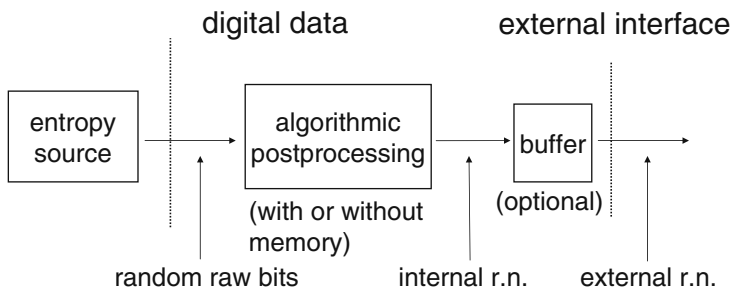 digital data
external interface
entropy
source
algorithmic
postprocessing
buffer
(with or without
memory)
(optional)
random raw bits
internal r.n.
external r.n.